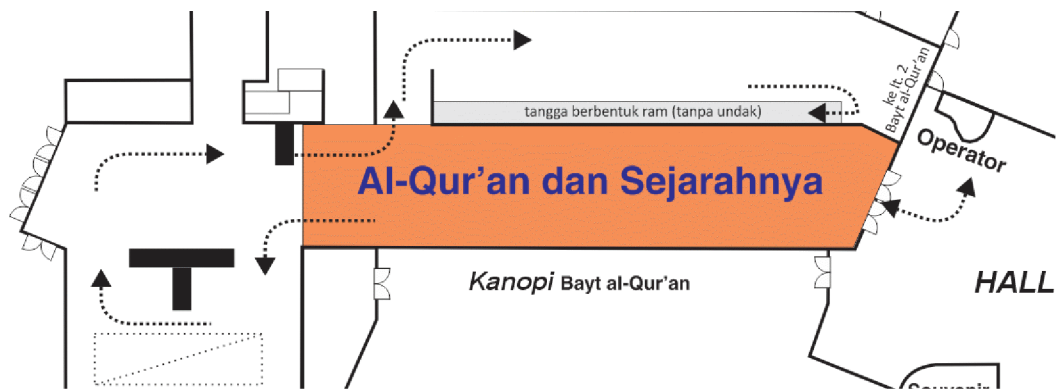 ke lt. 2
Bayt al-Qur'an
tangga berbentuk ram (tanpa undak)
Operator
Al-Qur'an dan Sejarahnya
Kanopi Bayt al-Qur'an
HALL
Souvenir